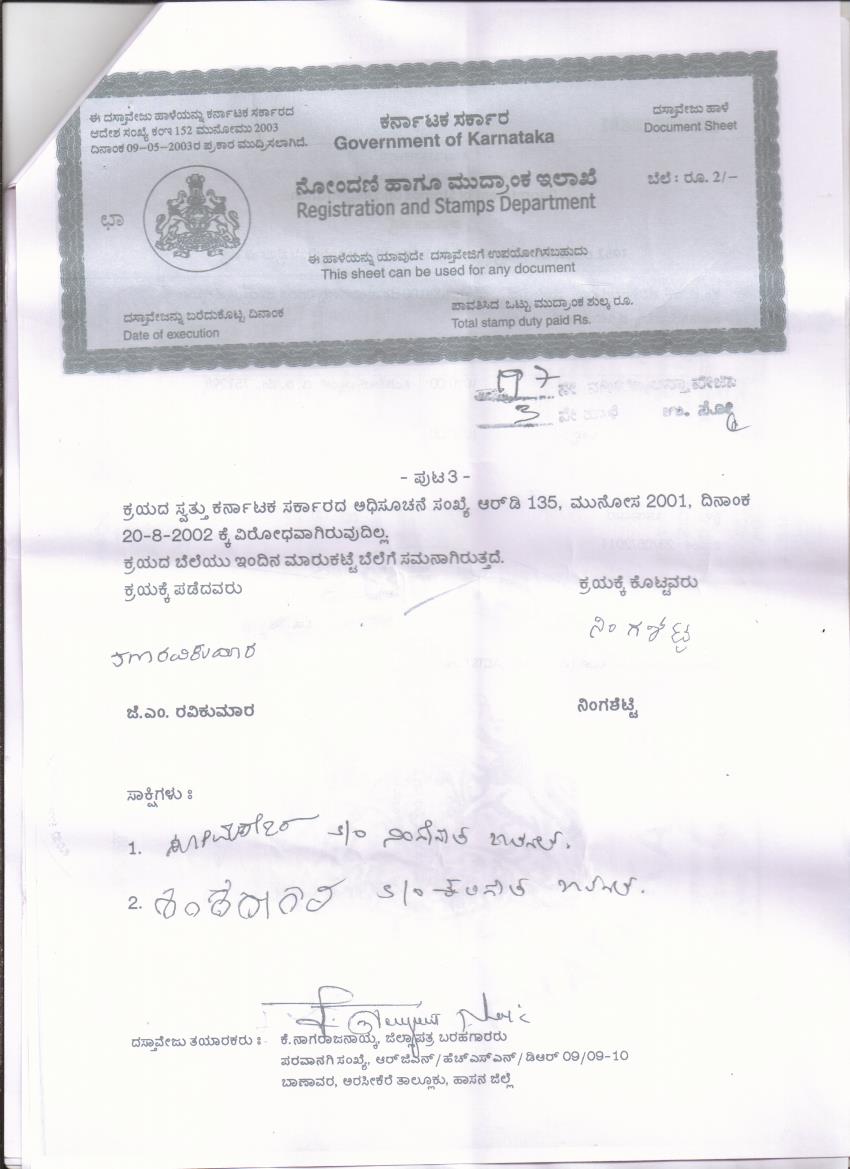 ಈ ದಸ್ತಾವೇಜು ಹಾಳೆಯನ್ನು ಕರ್ನಾಟಕ ಸರ್ಕಾರದ
ಆದೇಶ ಸಂಖ್ಯೆ ಕಂಇ 152 ಮುನೋಮು 2003
ದಿನಾಂಕ 09-05-2003ರ ಪ್ರಕಾರ ಮುದ್ರಿಸಲಾಗಿದೆ.
ಕರ್ನಾಟಕ ಸರ್ಕಾರ
Government of Karnataka
ದಸ್ತಾವೇಜು ಹಾಳೆ
Document Sheet
ನೋಂದಣಿ ಹಾಗೂ ಮುದ್ರಾಂಕ ಇಲಾಖೆ
Registration and Stamps Department
ಬೆಲೆ : ರೂ. 2/–
ಛಾ
ಈ ಹಾಳೆಯನ್ನು ಯಾವುದೇ ದಸ್ತಾವೇಜಿಗೆ ಉಪಯೋಗಿಸಬಹುದು
This sheet can be used for any document
ದಸ್ತಾವೇಜನ್ನು ಬರೆದುಕೊಟ್ಟ ದಿನಾಂಕ
Date of execution
ಪಾವತಿಸಿದ ಒಟ್ಟು ಮುದ್ರಾಂಕ ಶುಲ್ಕ ರೂ.
Total stamp duty paid Rs.
3
- ಪುಟ 3 -
ಕ್ರಯದ ಸ್ವತ್ತು ಕರ್ನಾಟಕ ಸರ್ಕಾರದ ಅಧಿಸೂಚನೆ ಸಂಖ್ಯೆ ಆರ್‌ಡಿ 135, ಮುನೋಸ 2001, ದಿನಾಂಕ
20-8-2002 ಕ್ಕೆ ವಿರೋಧವಾಗಿರುವುದಿಲ್ಲ.
ಕ್ರಯದ ಬೆಲೆಯು ಇಂದಿನ ಮಾರುಕಟ್ಟೆ ಬೆಲೆಗೆ ಸಮನಾಗಿರುತ್ತದೆ.
ಕ್ರಯಕ್ಕೆ ಪಡೆದವರು
ಕ್ರಯಕ್ಕೆ ಕೊಟ್ಟವರು
ನಿಂಗಶೆಟ್ಟಿ
ರವಿಕುಮಾರ
ಜೆ.ಎಂ. ರವಿಕುಮಾರ
ನಿಂಗಶೆಟ್ಟಿ
ಸಾಕ್ಷಿಗಳು :
1. S/O
2. S/O
ದಸ್ತಾವೇಜು ತಯಾರಕರು : ಕೆ.ನಾಗರಾಜನಾಯ್ಕ, ಜಿಲ್ಲಾಪತ್ರ ಬರಹಗಾರರು
ಪರವಾನಗಿ ಸಂಖ್ಯೆ, ಆರ್‌ಜಿಎನ್/ಹೆಚ್‌ಎಸ್‌ಎನ್/ಡಿಆರ್ 09/09-10
ಬಾಣಾವರ, ಅರಸೀಕೆರೆ ತಾಲ್ಲೂಕು, ಹಾಸನ ಜಿಲ್ಲೆ